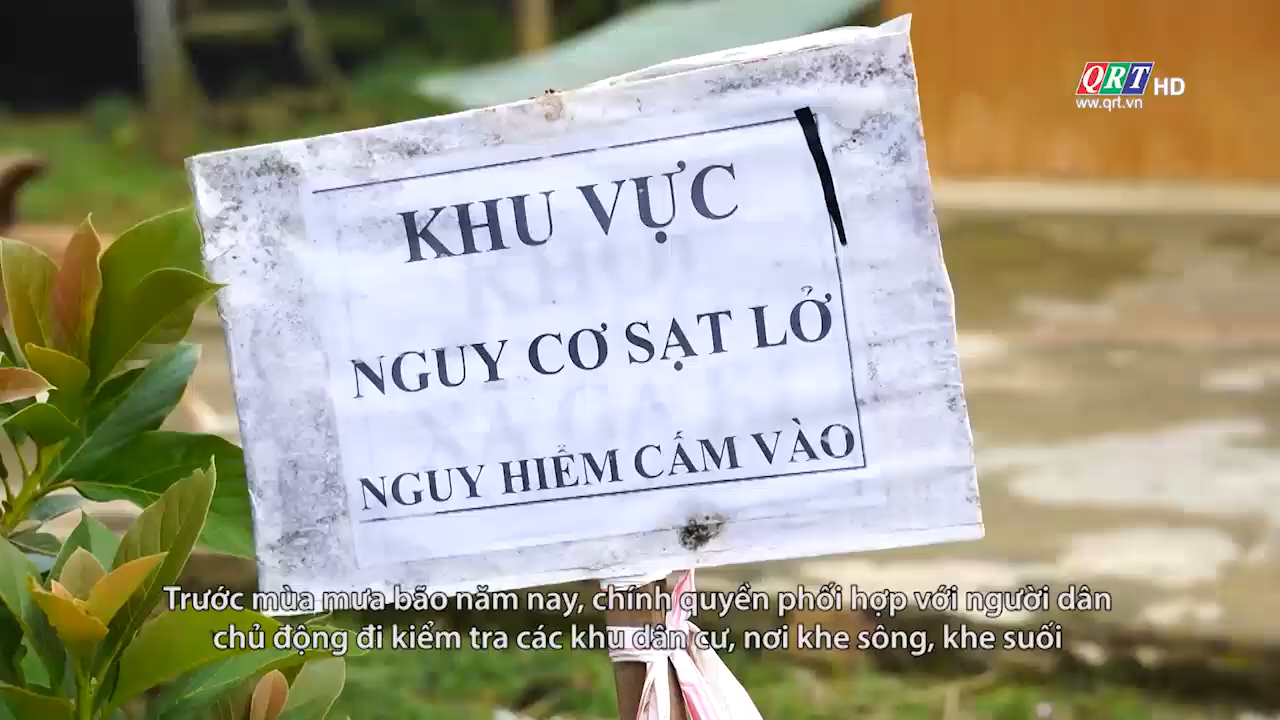 QRT HD
ww.qrt.vn
KHU VỰC
NGUY CƠ SẠT LỞ
NGUY HIỂM CẤM VÀO
Trước mùa mưa bão năm nay, chính quyền phối hợp với người dân
chủ động đi kiểm tra các khu dân cư, nơi khe sông, khe suối